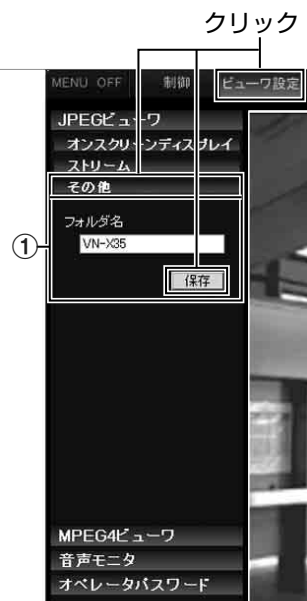 クリック
MENU OFF 制御 ビューワ設定
JPEGビューワ
オンスクリーンディスプレイ
ストリーム
その他
フォルダ名
①
VN-X35
保存
MPEG4ビューワ
音声モニタ
オペレータパスワード